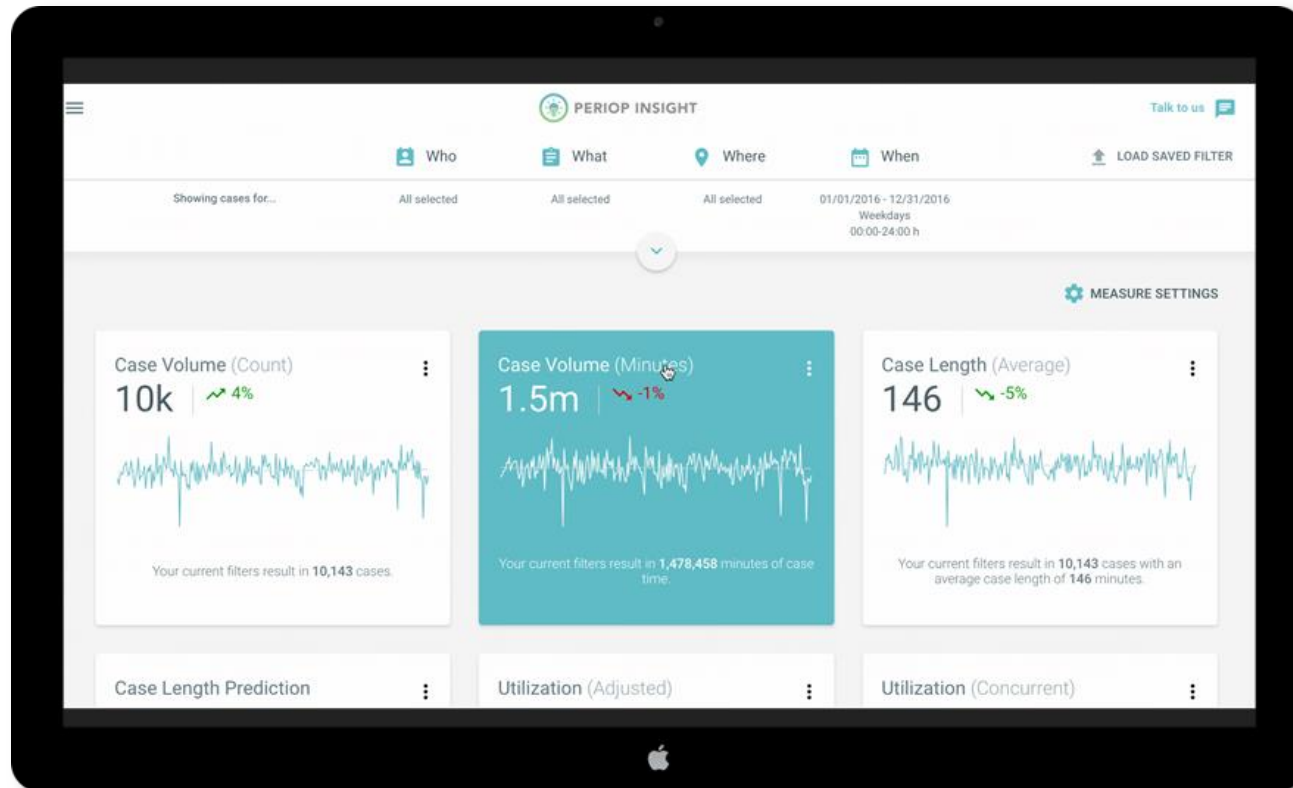 PERIOP INSIGHT
Talk to us
Who
What
Where
When
LOAD SAVED FILTER
Showing cases for...
All selected
All selected
All selected
01/01/2016 - 12/31/2016
Weekdays
00:00-24:00 h
MEASURE SETTINGS
Case Volume (Count)
10k
4%
Your current filters result in 10,143 cases.
Case Volume (Minutes)
1.5m
-1%
Your current filters result in 1,478,458 minutes of case
time.
Case Length (Average)
146
-5%
Your current filters result in 10,143 cases with an
average case length of 146 minutes.
Case Length Prediction
Utilization (Adjusted)
Utilization (Concurrent)